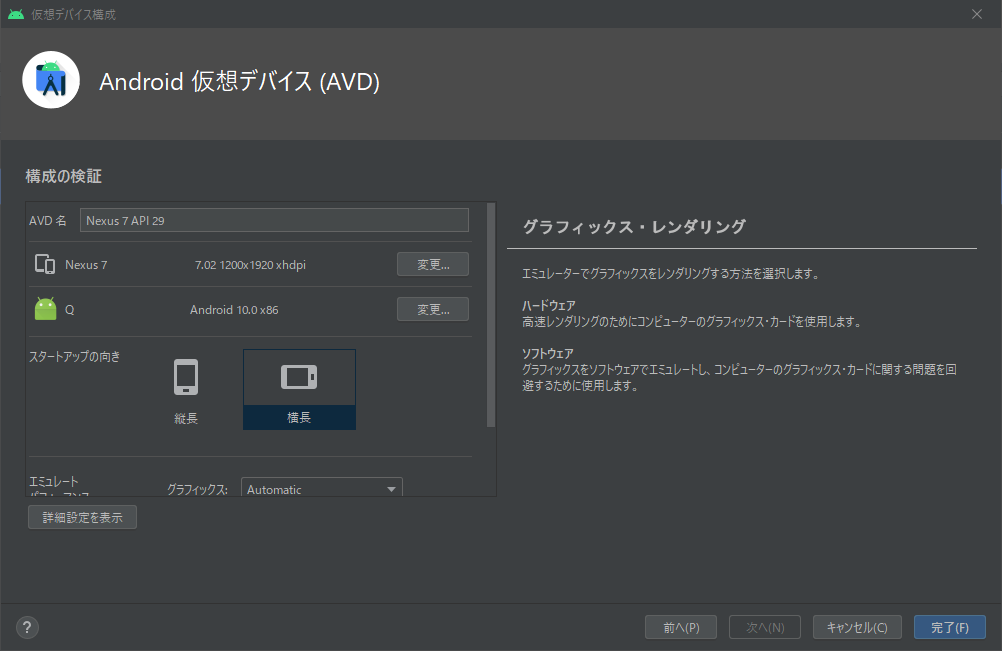 仮想デバイス構成
Android 仮想デバイス (AVD)
構成の検証
AVD 名
Nexus 7 API 29
Nexus 7
7.02 1200x1920 xhdpi
変更...
Q
Android 10.0 x86
変更...
スタートアップの向き
縦長
横長
エミュレート
グラフィックス:
Automatic
詳細設定を表示
グラフィックス・レンダリング
エミュレーターでグラフィックスをレンダリングする方法を選択します。
ハードウェア
高速レンダリングのためにコンピューターのグラフィックス・カードを使用します。
ソフトウェア
グラフィックスをソフトウェアでエミュレートし、コンピューターのグラフィックス・カードに関する問題を回
避するために使用します。
?
前へ(P)
次へ(N)
キャンセル(C)
完了(F)